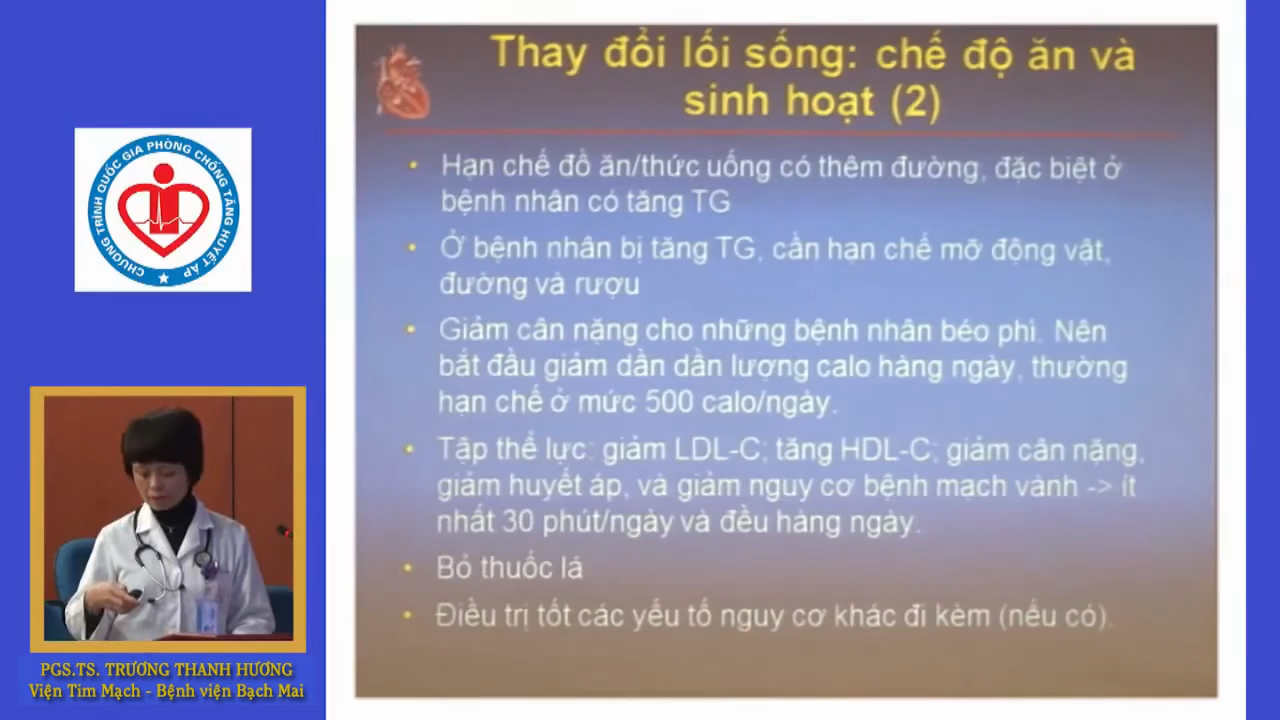 Thay đổi lối sống: chế độ ăn và
sinh hoạt (2)
• Hạn chế đồ ăn/thức uống có thêm đường, đặc biệt ở
bệnh nhân có tăng TG
• Ở bệnh nhân bị tăng TG, cần hạn chế mỡ động vật,
đường và rượu
• Giảm cân nặng cho những bệnh nhân béo phì. Nên
bắt đầu giảm dần dần lượng calo hàng ngày, thường
hạn chế ở mức 500 calo/ngày.
• Tập thể lực: giảm LDL-C; tăng HDL-C; giảm cân nặng,
giảm huyết áp, và giảm nguy cơ bệnh mạch vành -> ít
nhất 30 phút/ngày và đều hàng ngày.
• Bỏ thuốc lá
• Điều trị tốt các yếu tố nguy cơ khác đi kèm (nếu có).
CHƯƠNG TRÌNH QUỐC GIA PHÒNG CHỐNG TĂNG HUYẾT ÁP
PGS.TS. TRƯƠNG THANH HƯƠNG
Viện Tim Mạch - Bệnh viện Bạch Mai